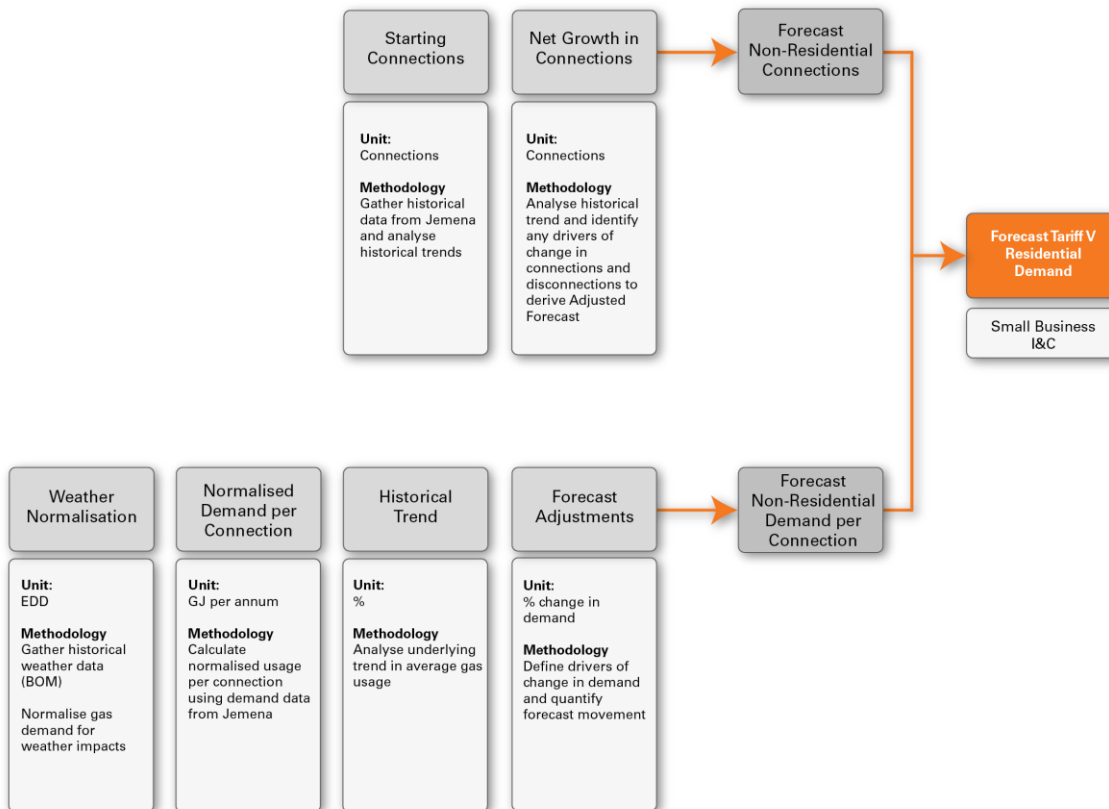 Starting
Connections
Net Growth in
Connections
Forecast
Non-Residential
Connections
Unit:
Connections
Methodology
Gather historical
data from Jemena
and analyse
historical trends
Unit:
Connections
Methodology
Analyse historical
trend and identify
any drivers of
change in
connections and
disconnections to
derive Adjusted
Forecast
Forecast Tariff V
Residential
Demand
Small Business
I&C
Weather
Normalisation
Normalised
Demand per
Connection
Historical
Trend
Forecast
Adjustments
Forecast
Non-Residential
Demand per
Connection
Unit:
EDD
Methodology
Gather historical
weather data
(BOM)
Normalise gas
demand for
weather impacts
Unit:
GJ per annum
Methodology
Calculate
normalised usage
per connection
using demand data
from Jemena
Unit:
%
Methodology
Analyse underlying
trend in average gas
usage
Unit:
% change in
demand
Methodology
Define drivers of
change in demand
and quantify
forecast movement